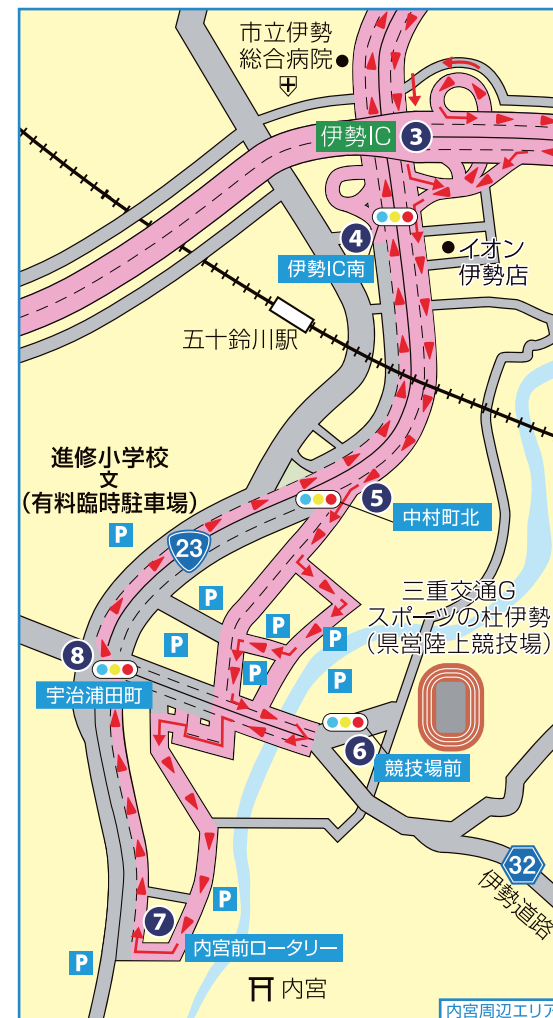 市立伊勢
総合病院
伊勢IC
3
4
伊勢IC南
イオン
伊勢店
五十鈴川駅
進修小学校
文
(有料臨時駐車場)
5
中村町北
P
23
P
P
P
P
P
P
三重交通G
スポーツの杜伊勢
(県営陸上競技場)
8
宇治浦田町
6
競技場前
32
伊勢道路
P
7
内宮前ロータリー
P
内宮
内宮周辺エリア